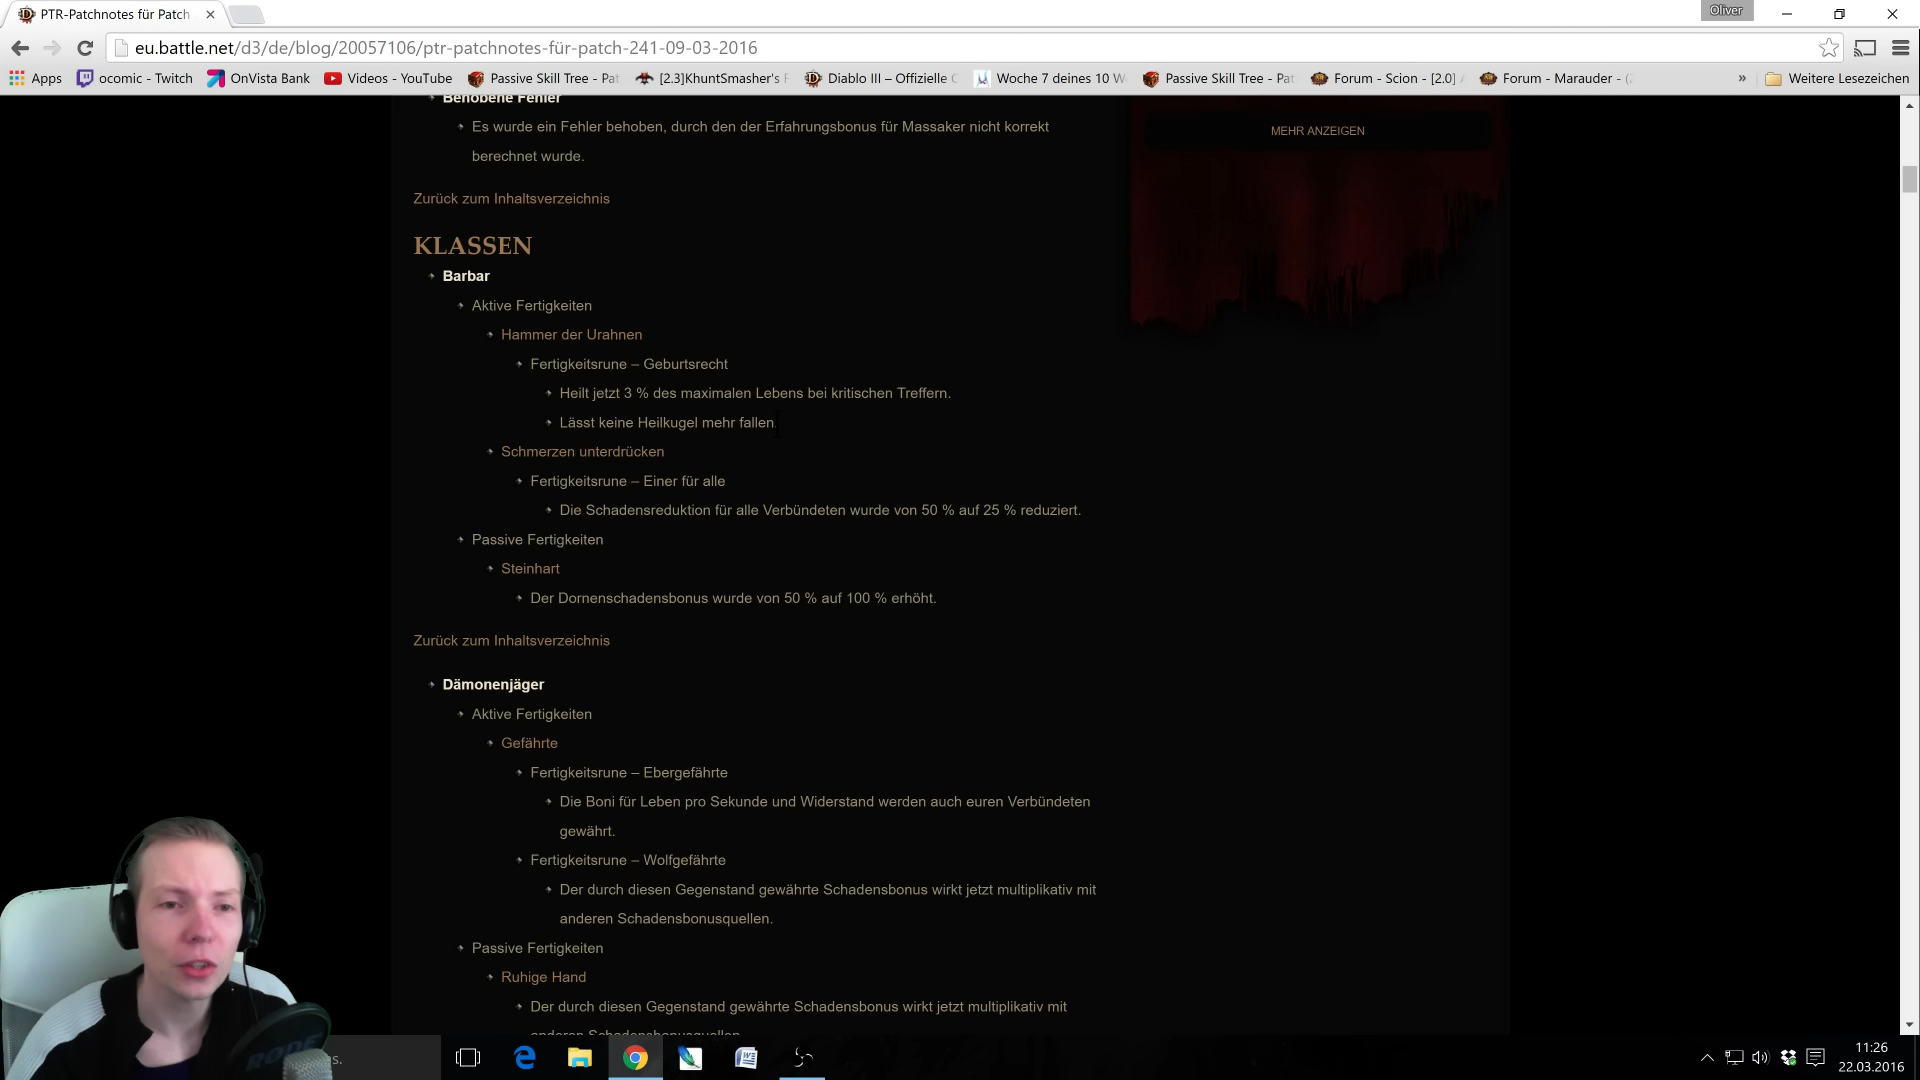 PTR-Patchnotes für Patch
Oliver
eu.battle.net/d3/de/blog/20057106/ptr-patchnotes-für-patch-241-09-03-2016
Apps
ocomic - Twitch
OnVista Bank
Videos - YouTube
Passive Skill Tree - Pat
[2.3]KhuntSmasher's F
Diablo III – Offizielle
Woche 7 deines 10 W
Passive Skill Tree - Pat
Forum - Scion - [2.0]
Forum - Marauder - (
»
Weitere Lesezeichen
Behobene Fehler
Es wurde ein Fehler behoben, durch den der Erfahrungsbonus für Massaker nicht korrekt
berechnet wurde.
MEHR ANZEIGEN
Zurück zum Inhaltsverzeichnis
KLASSEN
Barbar
Aktive Fertigkeiten
Hammer der Urahnen
Fertigkeitsrune – Geburtsrecht
Heilt jetzt 3 % des maximalen Lebens bei kritischen Treffern.
Lässt keine Heilkugel mehr fallen.
Schmerzen unterdrücken
Fertigkeitsrune – Einer für alle
Die Schadensreduktion für alle Verbündeten wurde von 50 % auf 25 % reduziert.
Passive Fertigkeiten
Steinhart
Der Dornenschadensbonus wurde von 50 % auf 100 % erhöht.
Zurück zum Inhaltsverzeichnis
Dämonenjäger
Aktive Fertigkeiten
Gefährte
Fertigkeitsrune – Ebergefährte
Die Boni für Leben pro Sekunde und Widerstand werden auch euren Verbündeten
gewährt.
Fertigkeitsrune – Wolfgefährte
Der durch diesen Gegenstand gewährte Schadensbonus wirkt jetzt multiplikativ mit
anderen Schadensbonusquellen.
Passive Fertigkeiten
Ruhige Hand
Der durch diesen Gegenstand gewährte Schadensbonus wirkt jetzt multiplikativ mit
anderen Schadensbonusquellen.
RØDE
s.
11:26
22.03.2016